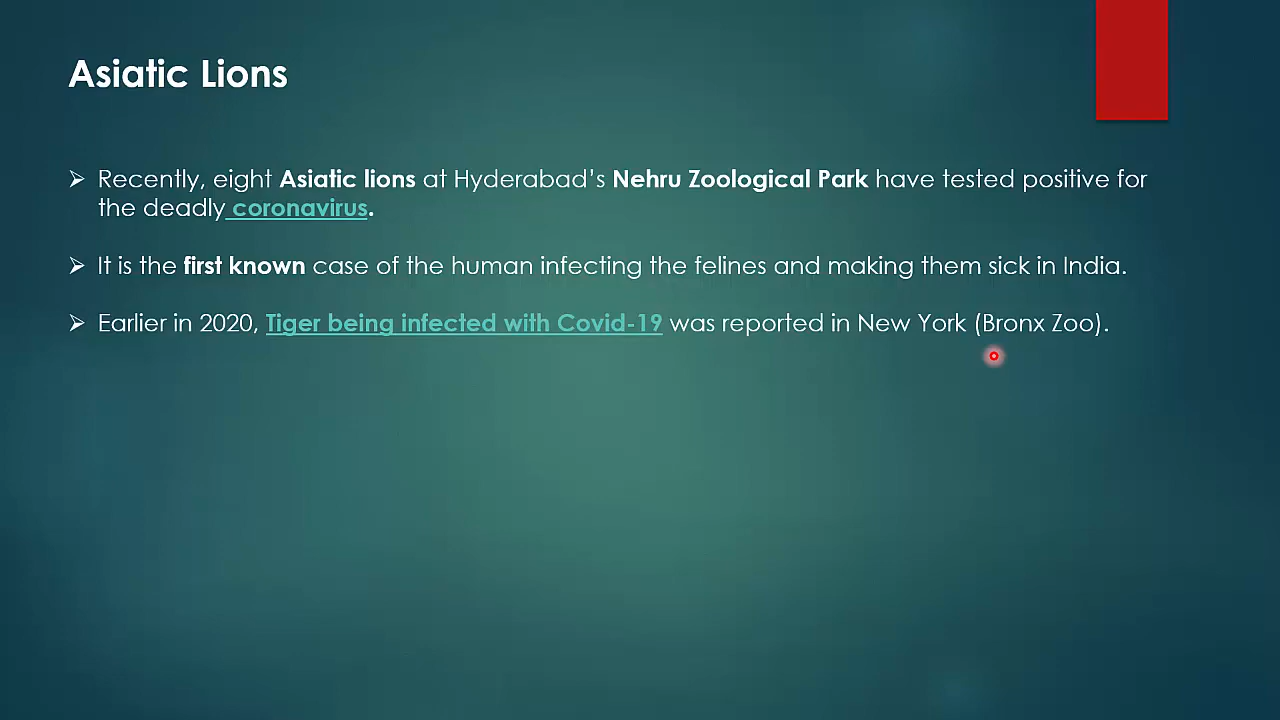 Asiatic Lions
Recently, eight Asiatic lions at Hyderabad's Nehru Zoological Park have tested positive for
the deadly coronavirus.
It is the first known case of the human infecting the felines and making them sick in India.
Earlier in 2020, Tiger being infected with Covid-19 was reported in New York (Bronx Zoo).